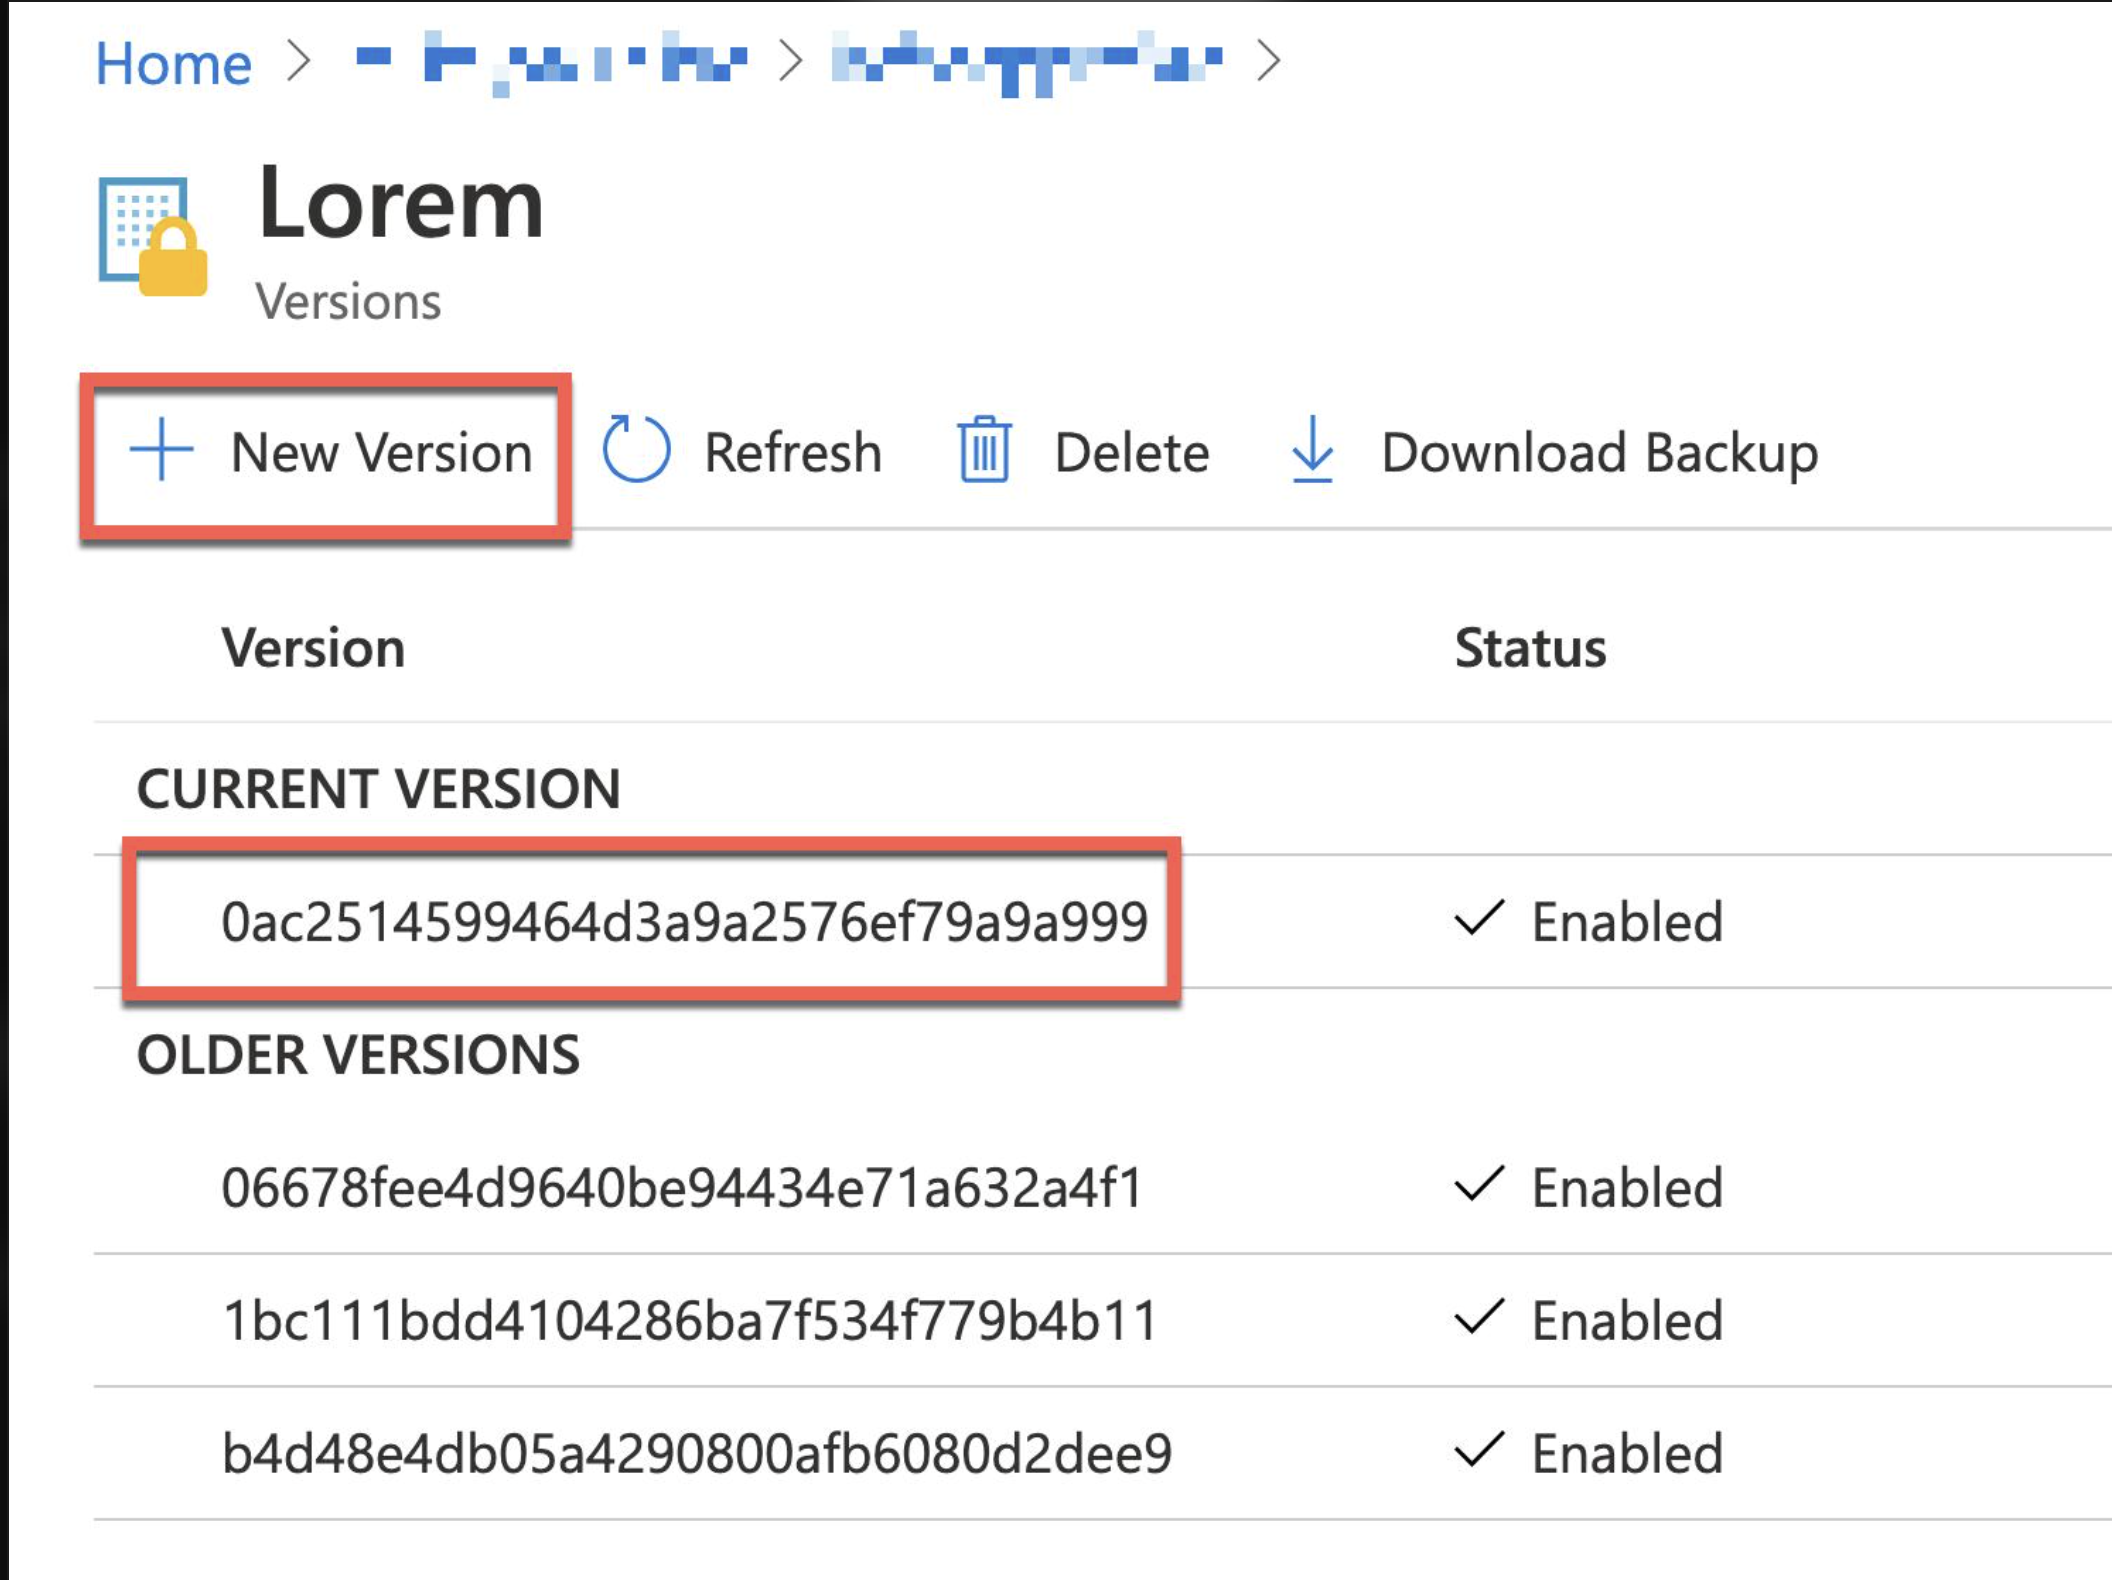 Home
Lorem
Versions
New Version Refresh Delete Download Backup
Version Status
CURRENT VERSION
0ac2514599464d3a9a2576ef79a9a999 Enabled
OLDER VERSIONS
06678fee4d9640be94434e71a632a4f1 Enabled
1bc111bdd4104286ba7f534f779b4b11 Enabled
b4d48e4db05a4290800afb6080d2dee9 Enabled